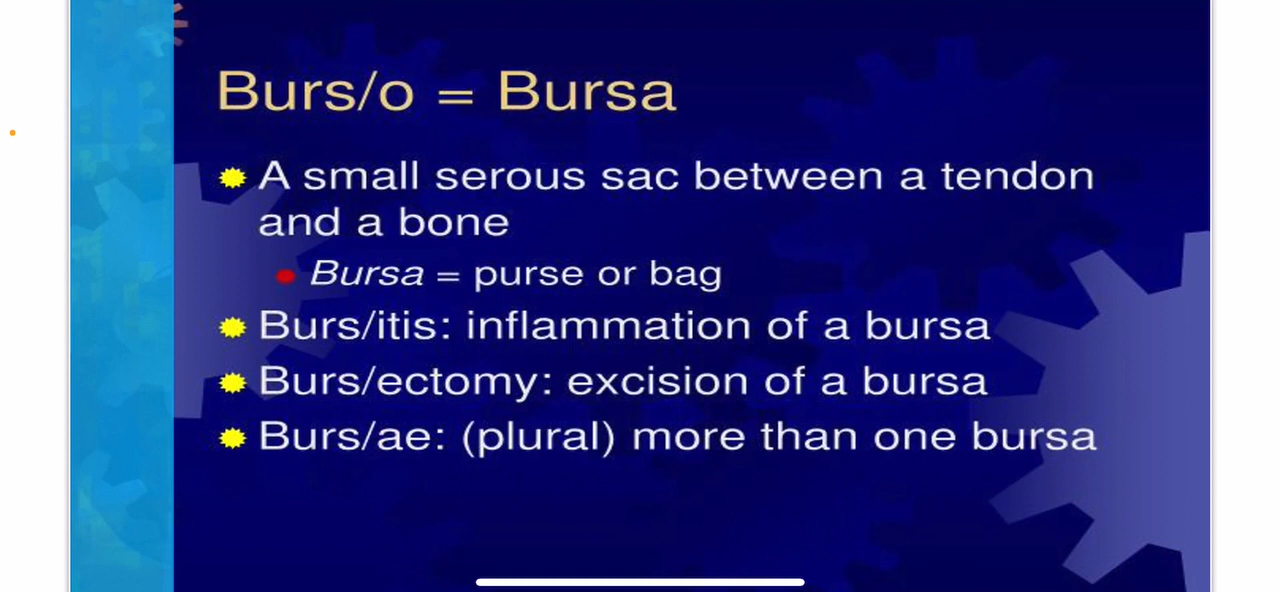 Burs/o = Bursa
A small serous sac between a tendon
and a bone
Bursa = purse or bag
Burs/itis: inflammation of a bursa
Burs/ectomy: excision of a bursa
Burs/ae: (plural) more than one bursa